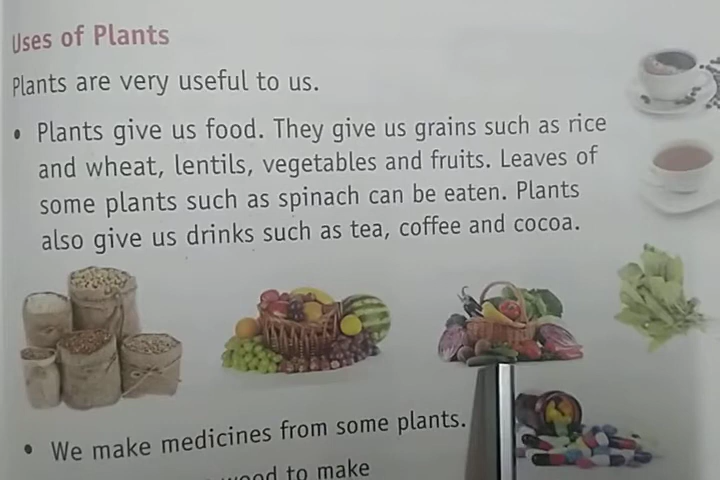 Uses of Plants
Plants are very useful to us.
• Plants give us food. They give us grains such as rice
and wheat, lentils, vegetables and fruits. Leaves of
some plants such as spinach can be eaten. Plants
also give us drinks such as tea, coffee and cocoa.
• We make medicines from some plants.
wood to make